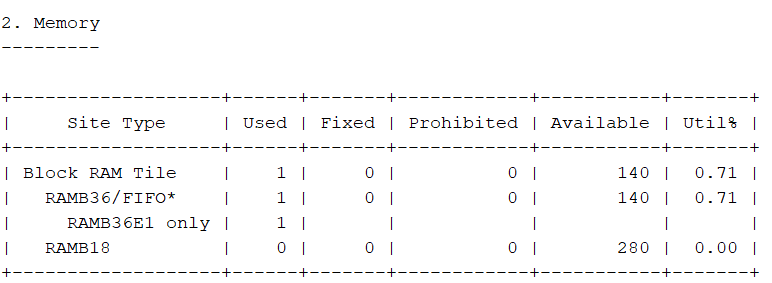 2. Memory
---------
+-------------------+------+-------+------------+-----------+-------+
|     Site Type     | Used | Fixed | Prohibited | Available | Util% |
+-------------------+------+-------+------------+-----------+-------+
| Block RAM Tile    |    1 |     0 |          0 |       140 |  0.71 |
|   RAMB36/FIFO*    |    1 |     0 |          0 |       140 |  0.71 |
|     RAMB36E1 only |    1 |       |            |           |       |
|   RAMB18          |    0 |     0 |          0 |       280 |  0.00 |
+-------------------+------+-------+------------+-----------+-------+